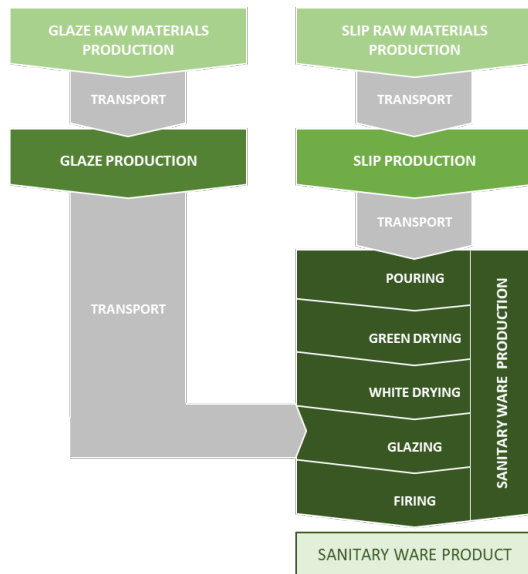 GLAZE RAW MATERIALS
PRODUCTION
SLIP RAW MATERIALS
PRODUCTION
TRANSPORT
TRANSPORT
GLAZE PRODUCTION
SLIP PRODUCTION
TRANSPORT
TRANSPORT
POURING
GREEN DRYING
WHITE DRYING
GLAZING
FIRING
SANITARY WARE PRODUCTION
SANITARY WARE PRODUCT